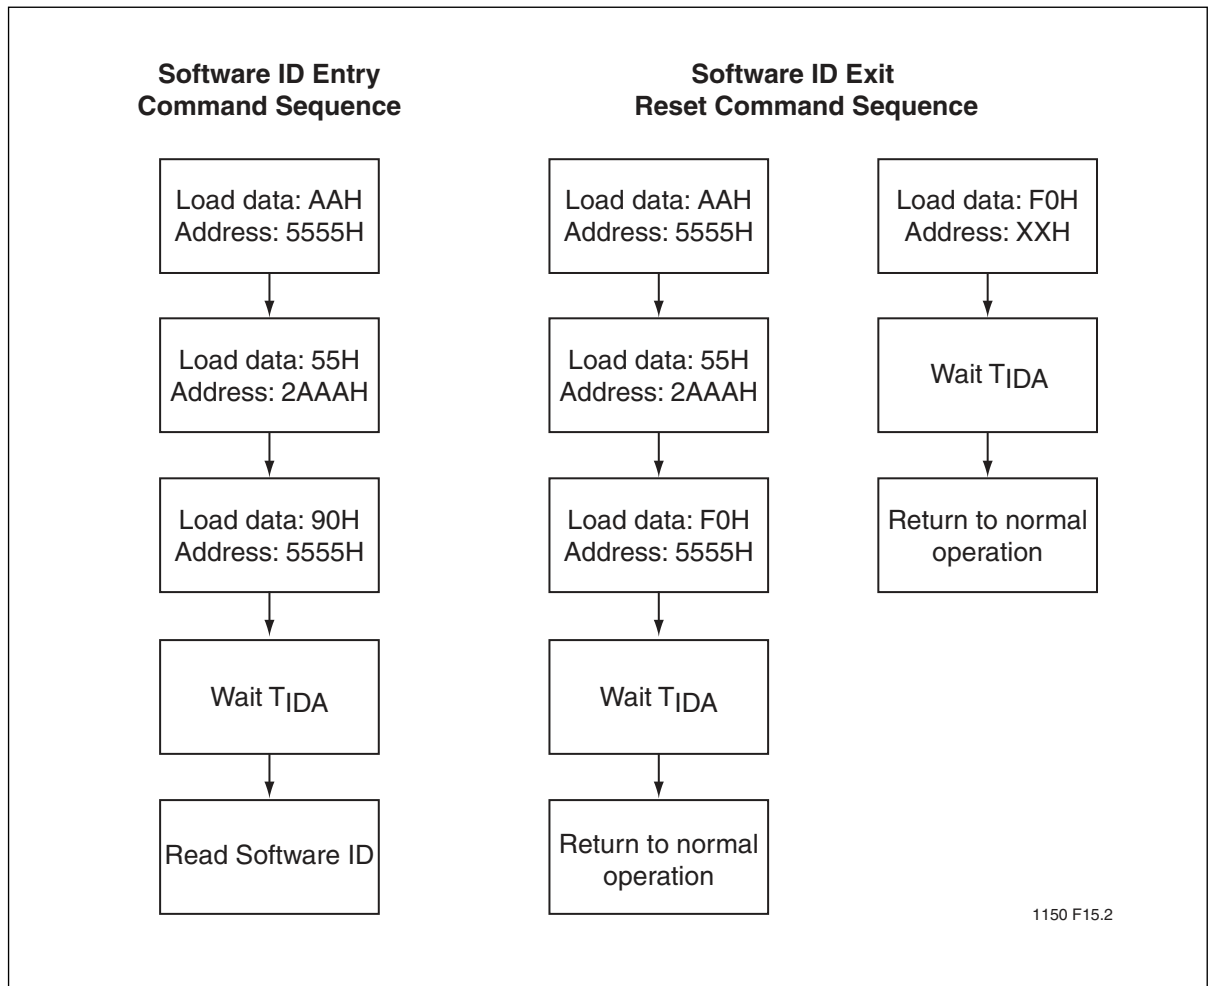 Software ID Entry
Command Sequence
Load data: AAH
Address: 5555H
Load data: 55H
Address: 2AAAH
Load data: 90H
Address: 5555H
Wait TIDA
Read Software ID
Software ID Exit
Reset Command Sequence
Load data: AAH
Address: 5555H
Load data: 55H
Address: 2AAAH
Load data: F0H
Address: 5555H
Wait TIDA
Return to normal
operation
Load data: F0H
Address: XXH
Wait TIDA
Return to normal
operation
1150 F15.2